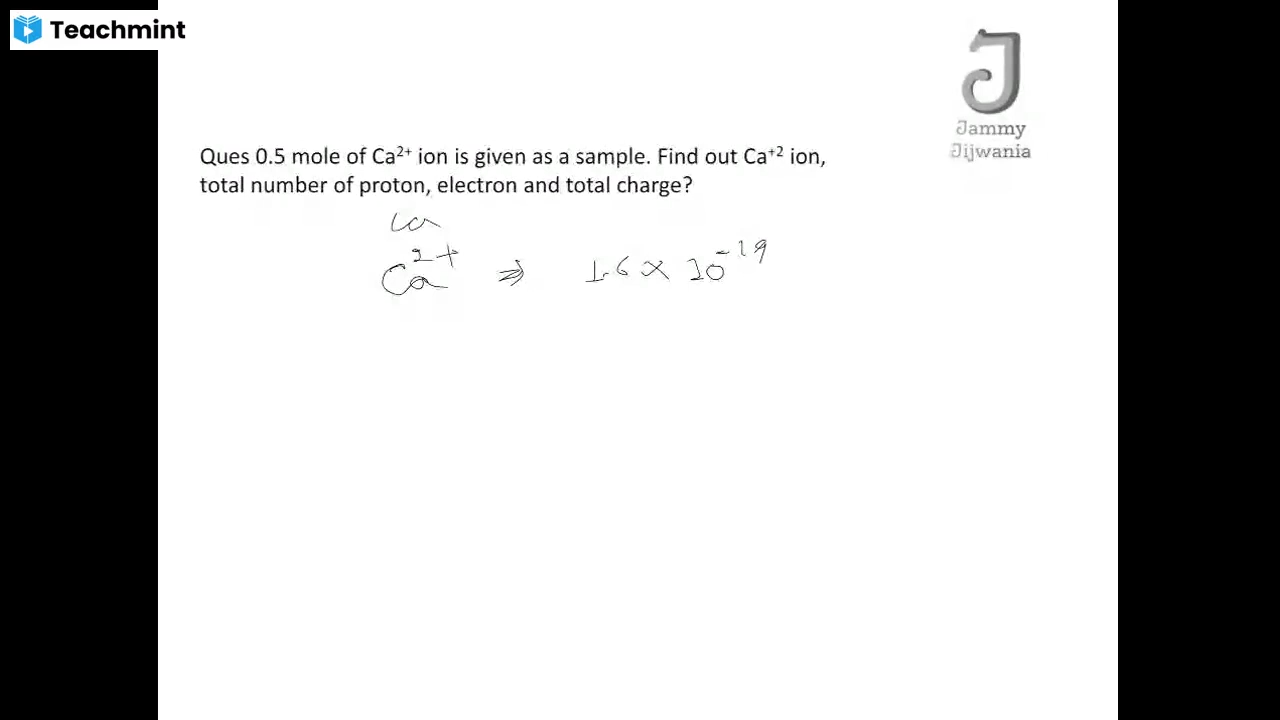 Teachmint
Jammy
Jijwania
Ques 0.5 mole of Ca²⁺ ion is given as a sample. Find out Ca⁺² ion,
total number of proton, electron and total charge?
Ca
Ca²⁺ ⇒ 1.6 × 10⁻¹⁹